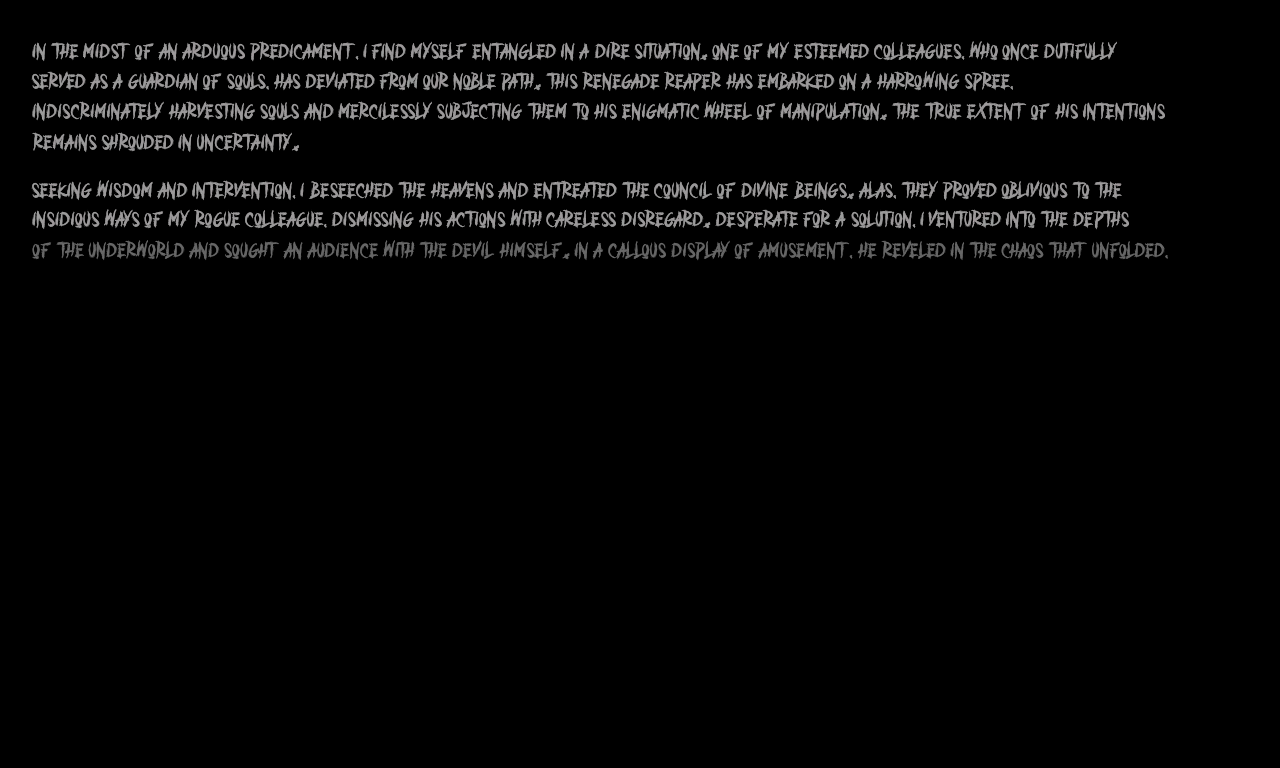 IN THE MIDST OF AN ARDUOUS PREDICAMENT, I FIND MYSELF ENTANGLED IN A DIRE SITUATION. ONE OF MY ESTEEMED COLLEAGUES, WHO ONCE DUTIFULLY
SERVED AS A GUARDIAN OF SOULS, HAS DEVIATED FROM OUR NOBLE PATH. THIS RENEGADE REAPER HAS EMBARKED ON A HARROWING SPREE,
INDISCRIMINATELY HARVESTING SOULS AND MERCILESSLY SUBJECTING THEM TO HIS ENIGMATIC WHEEL OF MANIPULATION. THE TRUE EXTENT OF HIS INTENTIONS
REMAINS SHROUDED IN UNCERTAINTY.
SEEKING WISDOM AND INTERVENTION, I BESEECHED THE HEAVENS AND ENTREATED THE COUNCIL OF DIVINE BEINGS. ALAS, THEY PROVED OBLIVIOUS TO THE
INSIDIOUS WAYS OF MY ROGUE COLLEAGUE, DISMISSING HIS ACTIONS WITH CARELESS DISREGARD. DESPERATE FOR A SOLUTION, I VENTURED INTO THE DEPTHS
OF THE UNDERWORLD AND SOUGHT AN AUDIENCE WITH THE DEVIL HIMSELF. IN A CALLOUS DISPLAY OF AMUSEMENT, HE REVELED IN THE CHAOS THAT UNFOLDED,